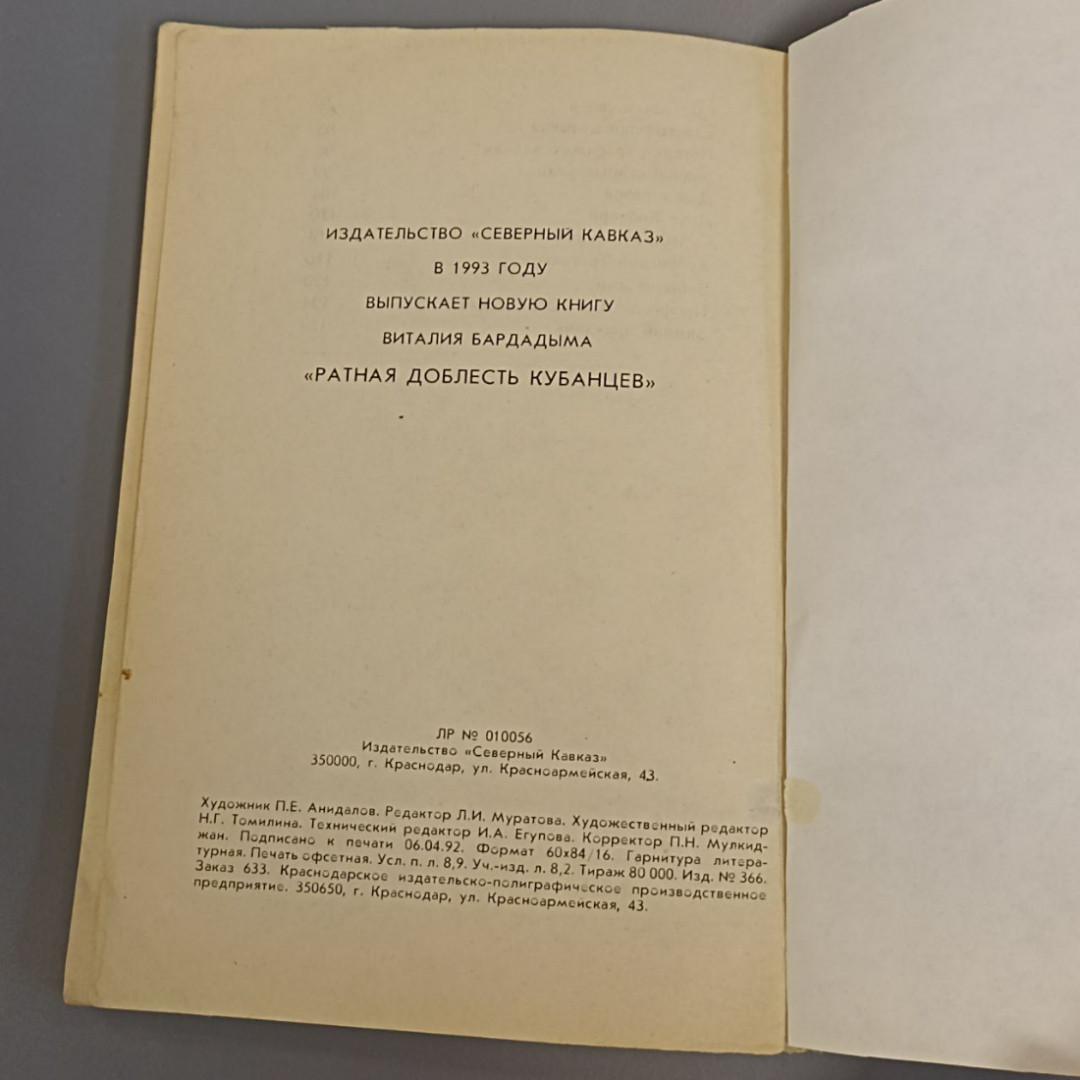 ИЗДАТЕЛЬСТВО «СЕВЕРНЫЙ КАВКАЗ»
В 1993 ГОДУ
ВЫПУСКАЕТ НОВУЮ КНИГУ
ВИТАЛИЯ БАРДАДЫМА
«РАТНАЯ ДОБЛЕСТЬ КУБАНЦЕВ»
ЛР № 010056
Издательство «Северный Кавказ»
350000, г. Краснодар, ул. Красноармейская, 43.
Художник П.Е. Анидалов. Редактор Л.И. Муратова. Художественный редактор
Н.Г. Томилина. Технический редактор И.А. Егупова. Корректор П.Н. Мулкид-
жан. Подписано к печати 06.04.92. Формат 60x84/16. Гарнитура литера-
турная. Печать офсетная. Усл. п. л. 8,9. Уч.-изд. л. 8,2. Тираж 80 000. Изд. № 366.
Заказ 633. Краснодарское издательско-полиграфическое производственное
предприятие. 350650, г. Краснодар, ул. Красноармейская, 43.